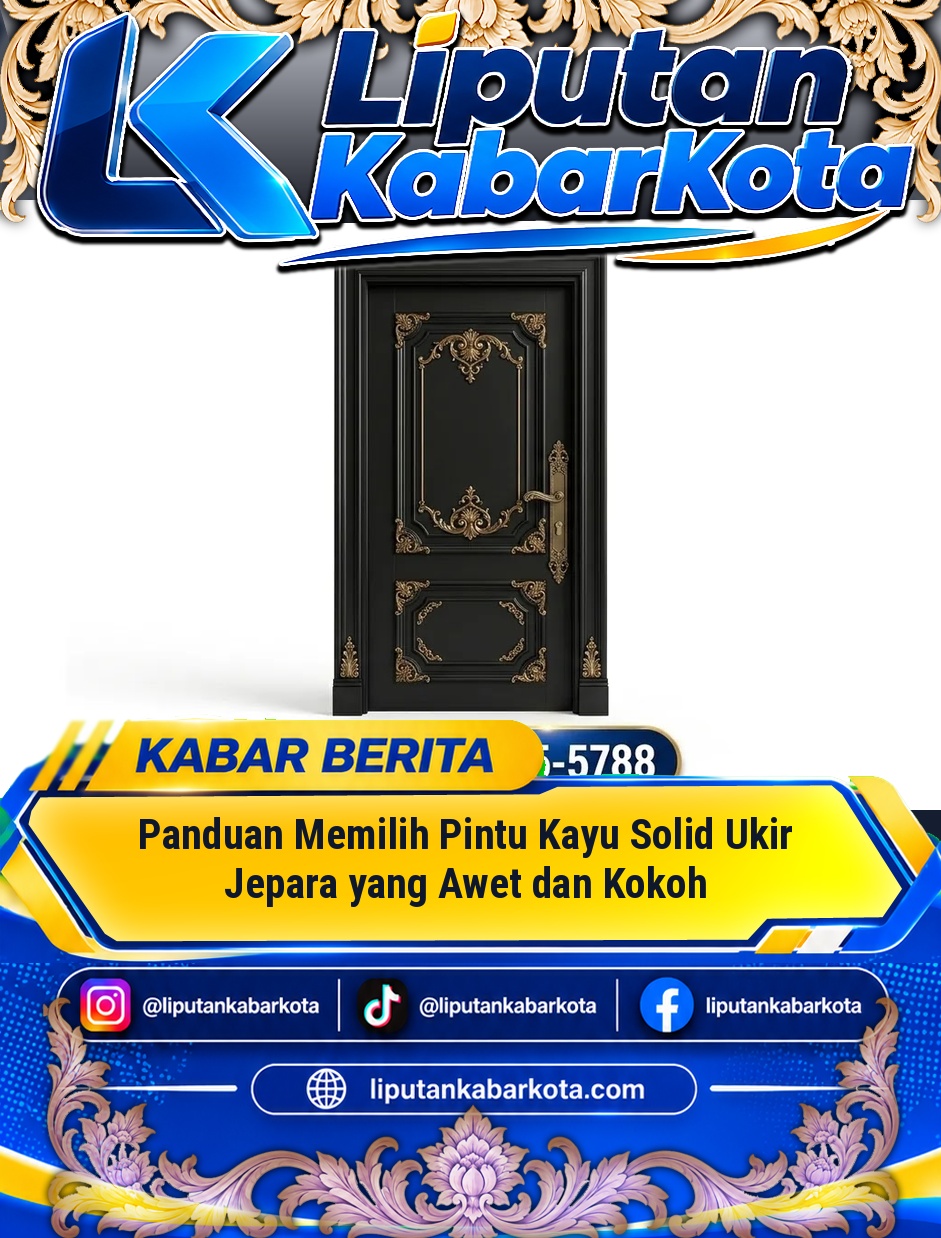 Liputan
KabarKota
KABAR BERITA
5-5788
Panduan Memilih Pintu Kayu Solid Ukir
Jepara yang Awet dan Kokoh
@liputankabarkota
@liputankabarkota
liputankabarkota
liputankabarkota.com